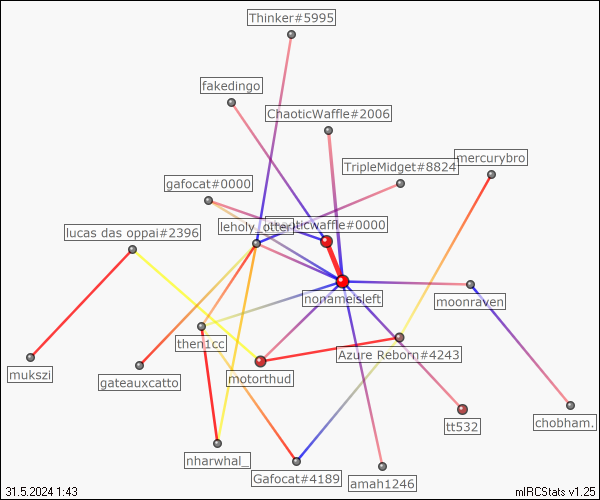 Thinker#5995
fakedingo
ChaoticWaffle#2006
mercurybro
TripleMidget#8824
gafocat#0000
leholy_otter
chaoticwaffle#0000
lucas das oppai#2396
nonameisleft
moonraven
then1cc
Azure Reborn#4243
mukszi
gateauxcatto
motorthud
tt532
chobham.
nharwhal_
Gafocat#4189
amah1246
31.5.2024 1:43
mIRCStats v1.25